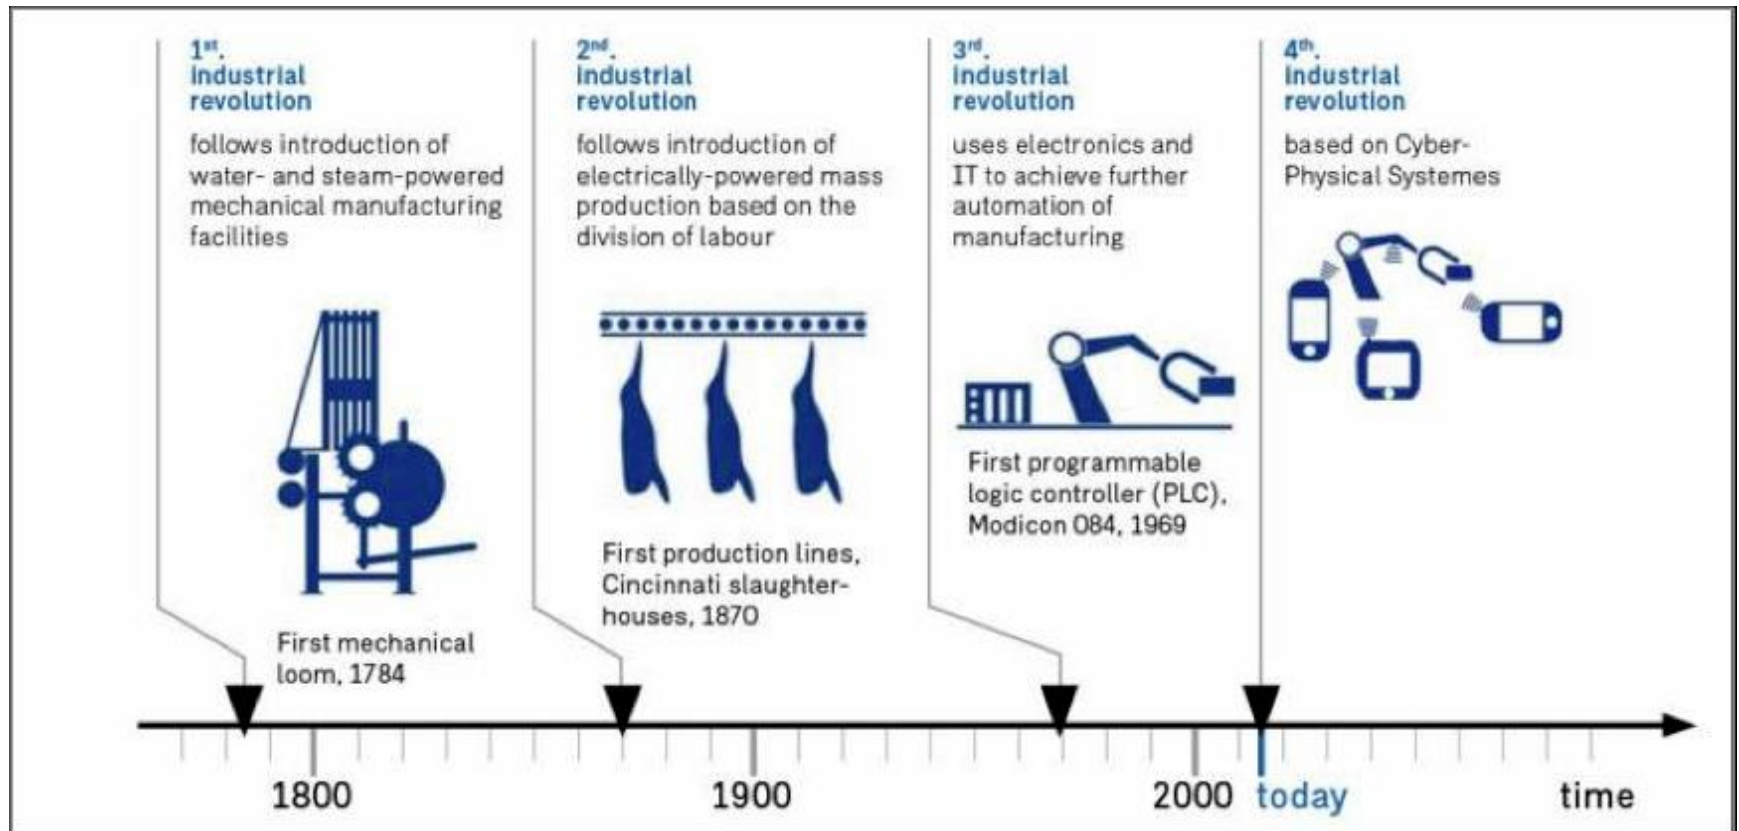 1st.
industrial
revolution
follows introduction of
water- and steam-powered
mechanical manufacturing
facilities
First mechanical
loom, 1784
2nd.
industrial
revolution
follows introduction of
electrically-powered mass
production based on the
division of labour
First production lines,
Cincinnati slaughter-
houses, 1870
3rd.
industrial
revolution
uses electronics and
IT to achieve further
automation of
manufacturing
First programmable
logic controller (PLC),
Modicon 084, 1969
4th.
industrial
revolution
based on Cyber-
Physical Systemes
1800
1900
2000
today
time